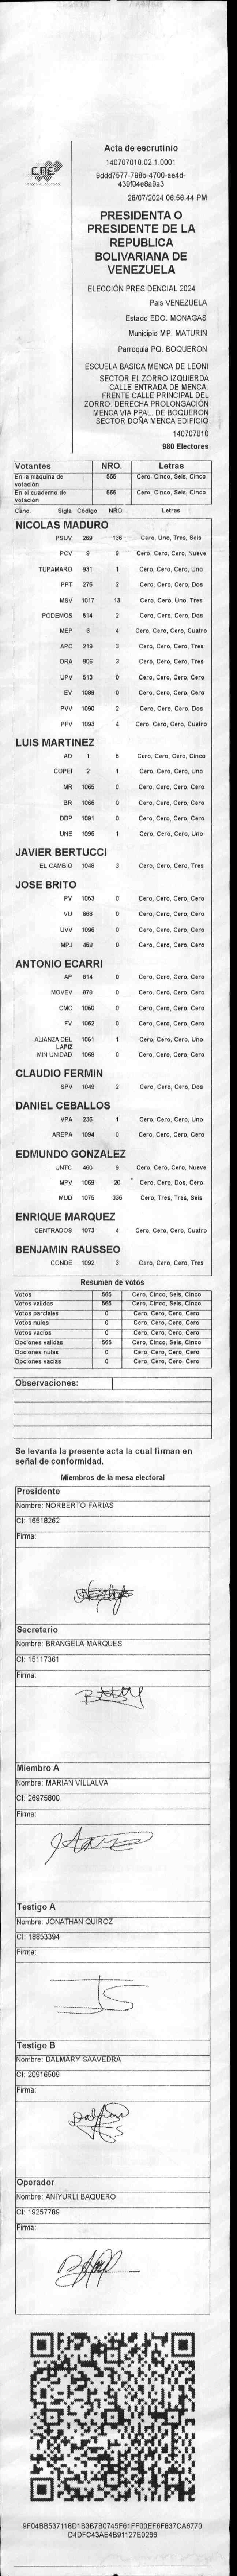 CNE
Acta de escrutinio
140707010.02.1.0001
9ddd7577-798b-4700-ae4d-
439f04e8a9a3
28/07/2024 06:56:44 PM
PRESIDENTA O
PRESIDENTE DE LA
REPUBLICA
BOLIVARIANA DE
VENEZUELA
ELECCIÓN PRESIDENCIAL 2024
Pais VENEZUELA
Estado EDO. MONAGAS
Municipio MP. MATURIN
Parroquia PQ. BOQUERON
ESCUELA BASICA MENCA DE LEONI
SECTOR EL ZORRO IZQUIERDA
CALLE ENTRADA DE MENCA.
FRENTE CALLE PRINCIPAL DEL
ZORRO. DERECHA PROLONGACIÓN
MENCA VIA PPAL. DE BOQUERON
SECTOR DOÑA MENCA EDIFICIO
140707010
980 Electores
Votantes NRO. Letras
En la máquina de votación 565 Cero, Cinco, Seis, Cinco
En el cuaderno de votación 565 Cero, Cinco, Seis, Cinco
Cand. Sigla Código NRO. Letras
NICOLAS MADURO
PSUV 269 136 Cero, Uno, Tres, Seis
PCV 9 9 Cero, Cero, Cero, Nueve
TUPAMARO 931 1 Cero, Cero, Cero, Uno
PPT 276 2 Cero, Cero, Cero, Dos
MSV 1017 13 Cero, Cero, Uno, Tres
PODEMOS 514 2 Cero, Cero, Cero, Dos
MEP 6 4 Cero, Cero, Cero, Cuatro
APC 219 3 Cero, Cero, Cero, Tres
ORA 906 3 Cero, Cero, Cero, Tres
UPV 513 0 Cero, Cero, Cero, Cero
EV 1089 0 Cero, Cero, Cero, Cero
PVV 1090 2 Cero, Cero, Cero, Dos
PFV 1093 4 Cero, Cero, Cero, Cuatro
LUIS MARTINEZ
AD 1 5 Cero, Cero, Cero, Cinco
COPEI 2 1 Cero, Cero, Cero, Uno
MR 1065 0 Cero, Cero, Cero, Cero
BR 1066 0 Cero, Cero, Cero, Cero
DDP 1091 0 Cero, Cero, Cero, Cero
UNE 1095 1 Cero, Cero, Cero, Uno
JAVIER BERTUCCI
EL CAMBIO 1048 3 Cero, Cero, Cero, Tres
JOSE BRITO
PV 1053 0 Cero, Cero, Cero, Cero
VU 868 0 Cero, Cero, Cero, Cero
UVV 1096 0 Cero, Cero, Cero, Cero
MPJ 458 0 Cero, Cero, Cero, Cero
ANTONIO ECARRI
AP 814 0 Cero, Cero, Cero, Cero
MOVEV 878 0 Cero, Cero, Cero, Cero
CMC 1050 0 Cero, Cero, Cero, Cero
FV 1062 0 Cero, Cero, Cero, Cero
ALIANZA DEL LAPIZ 1051 1 Cero, Cero, Cero, Uno
MIN UNIDAD 1068 0 Cero, Cero, Cero, Cero
CLAUDIO FERMIN
SPV 1049 2 Cero, Cero, Cero, Dos
DANIEL CEBALLOS
VPA 236 1 Cero, Cero, Cero, Uno
AREPA 1094 0 Cero, Cero, Cero, Cero
EDMUNDO GONZALEZ
UNTC 460 9 Cero, Cero, Cero, Nueve
MPV 1069 20 Cero, Cero, Dos, Cero
MUD 1075 336 Cero, Tres, Tres, Seis
ENRIQUE MARQUEZ
CENTRADOS 1073 4 Cero, Cero, Cero, Cuatro
BENJAMIN RAUSSEO
CONDE 1092 3 Cero, Cero, Cero, Tres
Resumen de votos
Votos 565 Cero, Cinco, Seis, Cinco
Votos validos 565 Cero, Cinco, Seis, Cinco
Votos parciales 0 Cero, Cero, Cero, Cero
Votos nulos 0 Cero, Cero, Cero, Cero
Votos vacios 0 Cero, Cero, Cero, Cero
Opciones validas 565 Cero, Cinco, Seis, Cinco
Opciones nulas 0 Cero, Cero, Cero, Cero
Opciones vacias 0 Cero, Cero, Cero, Cero
Observaciones:
Se levanta la presente acta la cual firman en
señal de conformidad.
Miembros de la mesa electoral
Presidente
Nombre: NORBERTO FARIAS
CI: 16518262
Firma:
Secretario
Nombre: BRANGELA MARQUES
CI: 15117361
Firma:
Miembro A
Nombre: MARIAN VILLALVA
CI: 26975800
Firma:
Testigo A
Nombre: JONATHAN QUIROZ
CI: 18853394
Firma:
Testigo B
Nombre: DALMARY SAAVEDRA
CI: 20916509
Firma:
Operador
Nombre: ANIYURLI BAQUERO
CI: 19257789
Firma:
9F04BB537118D1B3B7B0745F61FF00EF6F837CA6770
D4DFC43AE4B91127E0266